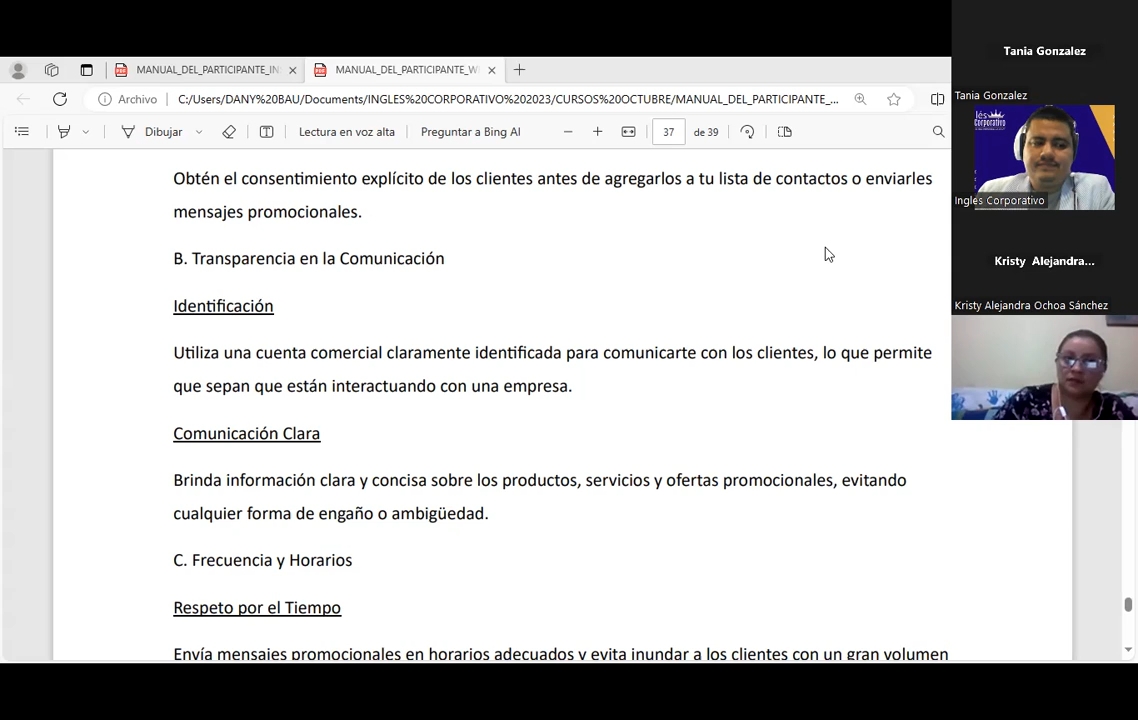 Tania Gonzalez
MANUAL_DEL_PARTICIPANTE_IN
MANUAL_DEL_PARTICIPANTE_W
Archivo
C:/Users/DANY%20BAU/Documents/INGLES%20CORPORATIVO%202023/CURSOS%20OCTUBRE/MANUAL_DEL_PARTICIPANTE_...
Tania Gonzalez
Dibujar
Lectura en voz alta
Preguntar a Bing AI
37
de 39
lés
Corporativo
Ingles Corporativo
Obtén el consentimiento explícito de los clientes antes de agregarlos a tu lista de contactos o enviarles
mensajes promocionales.
B. Transparencia en la Comunicación
Kristy Alejandra...
Identificación
Kristy Alejandra Ochoa Sánchez
Utiliza una cuenta comercial claramente identificada para comunicarte con los clientes, lo que permite
que sepan que están interactuando con una empresa.
Comunicación Clara
Brinda información clara y concisa sobre los productos, servicios y ofertas promocionales, evitando
cualquier forma de engaño o ambigüedad.
C. Frecuencia y Horarios
Respeto por el Tiempo
Envía mensajes promocionales en horarios adecuados y evita inundar a los clientes con un gran volumen